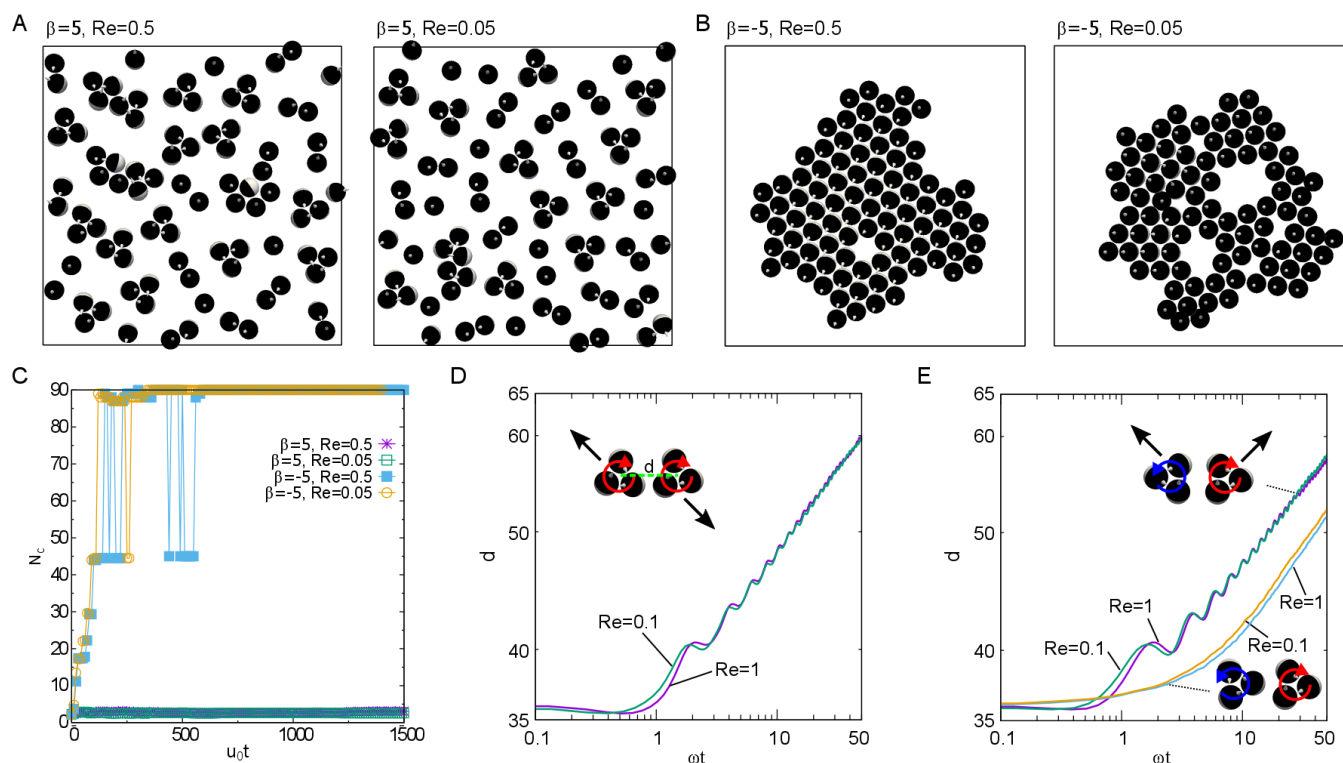 A
β=5, Re=0.5
β=5, Re=0.05
B
β=-5, Re=0.5
β=-5, Re=0.05
C
90
80
70
60
50
40
30
20
10
0
N_c
β=5, Re=0.5
β=5, Re=0.05
β=-5, Re=0.5
β=-5, Re=0.05
0
500
1000
1500
u₀t
D
65
60
50
40
35
d
d
Re=0.1
Re=1
0.1
1
10
50
ωt
E
65
60
50
40
35
d
Re=1
Re=0.1
Re=1
Re=0.1
0.1
1
10
50
ωt